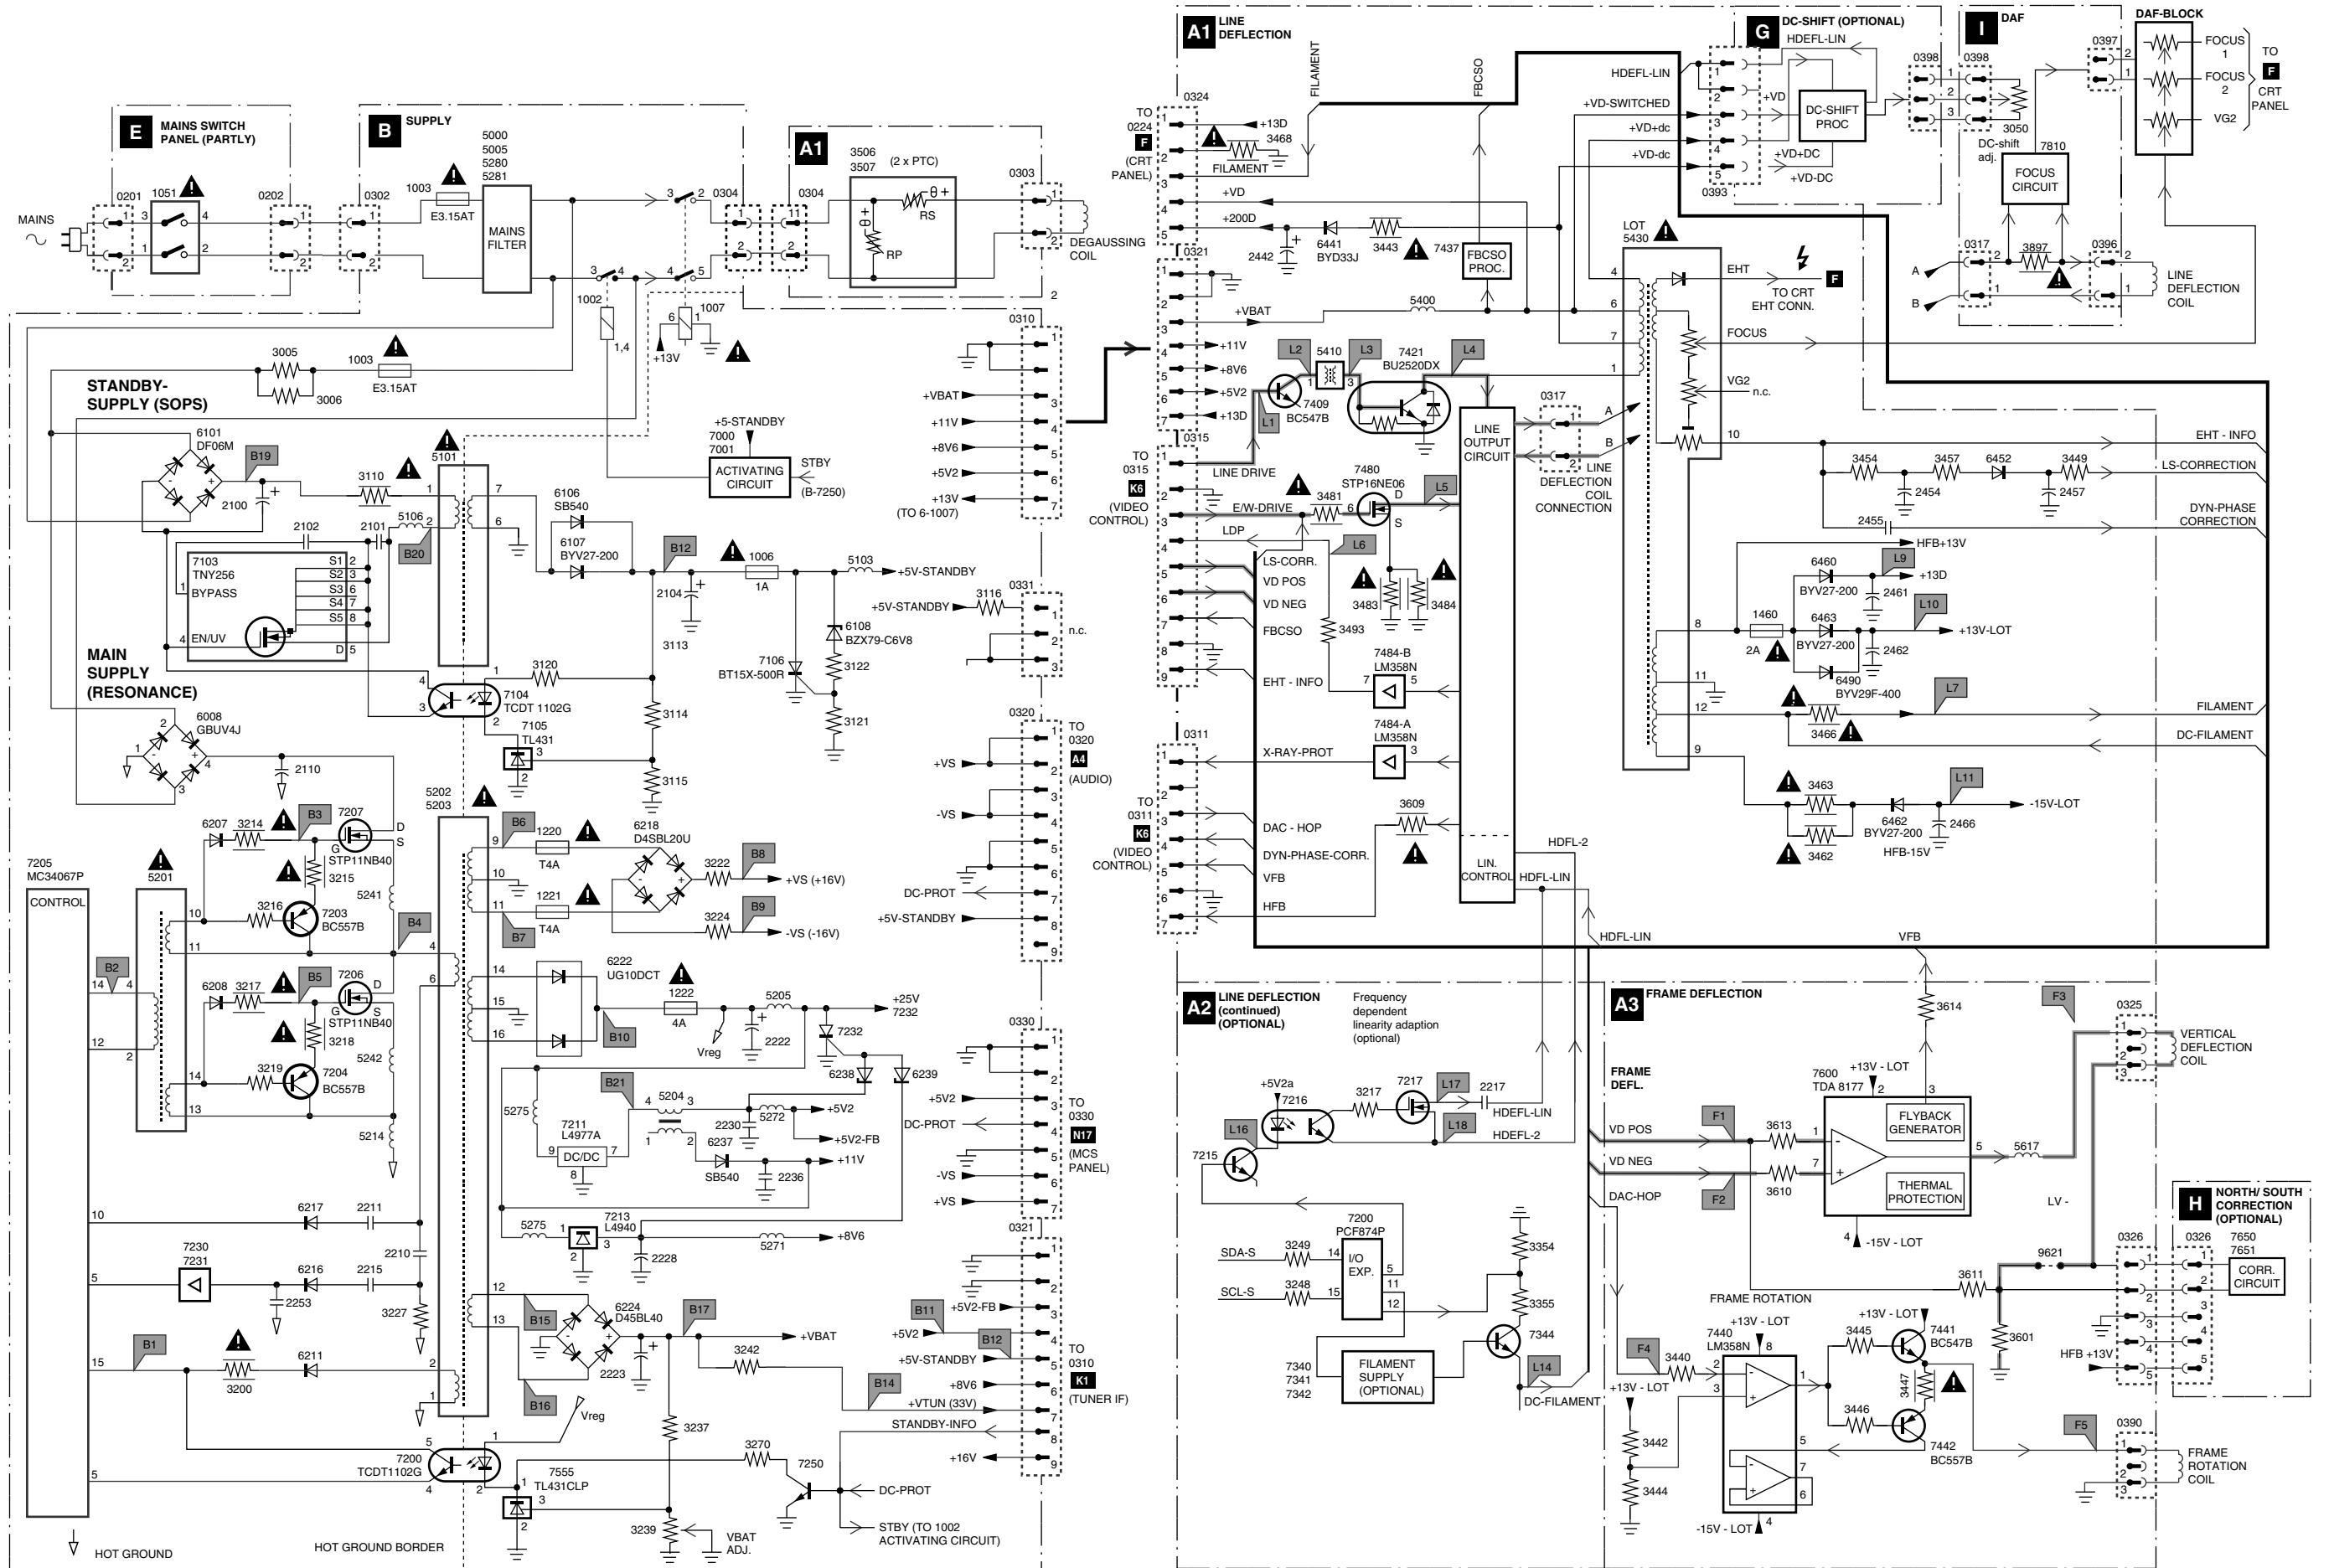 E
MAINS SWITCH
PANEL (PARTLY)
MAINS
0201
1051
0202
B
SUPPLY
0302
1003
E3.15AT
5000
5005
5280
5281
MAINS
FILTER
1002
1,4
1007
+13V
0304
A1
0304
3506
3507
(2 x PTC)
RS
RP
0303
DEGAUSSING
COIL
STANDBY-
SUPPLY (SOPS)
3005
3006
1003
E3.15AT
6101
DF06M
B19
2100
3110
5101
5106
2102
2101
B20
7103
TNY256
BYPASS
EN/UV
S1 2
S2 3
S3 6
S4 7
S5 8
D 5
6106
SB540
6107
BYV27-200
B12
2104
1006
1A
5103
+5V-STANDBY
3113
6108
BZX79-C6V8
7106
BT15X-500R
3122
3121
3120
7104
TCDT 1102G
7105
TL431
3114
3115
+5-STANDBY
7000
7001
ACTIVATING
CIRCUIT
STBY
(B-7250)
0310
+VBAT
+11V
+8V6
+5V2
+13V
(TO 6-1007)
0331
+5V-STANDBY
3116
n.c.
MAIN
SUPPLY
(RESONANCE)
6008
GBUV4J
2110
7205
MC34067P
CONTROL
5201
6207
3214
B3
7207
STP11NB40
3215
3216
7203
BC557B
5241
B4
B2
6208
3217
B5
7206
STP11NB40
3218
3219
7204
BC557B
5242
5214
5202
5203
B6
1220
T4A
1221
T4A
B7
6218
D4SBL20U
3222
B8
+VS (+16V)
3224
B9
-VS (-16V)
6222
UG10DCT
B10
1222
4A
Vreg
2222
5205
7232
+25V
7232
6238
6239
B21
5204
5275
7211
L4977A
DC/DC
5272
2230
+5V2
+5V2-FB
6237
SB540
2236
+11V
5275
7213
L4940
2228
5271
+8V6
6217
2211
2210
7230
7231
6216
2215
2253
3227
B1
3200
6211
B15
B16
6224
D45BL40
B17
2223
+VBAT
3242
B14
+VTUN (33V)
Vreg
3237
7200
TCDT1102G
7555
TL431CLP
3270
7250
3239
VBAT
ADJ.
STANDBY-INFO
DC-PROT
STBY (TO 1002
ACTIVATING CIRCUIT)
HOT GROUND
HOT GROUND BORDER
0320
TO
0320
A4
(AUDIO)
+VS
-VS
DC-PROT
+5V-STANDBY
0330
+5V2
DC-PROT
-VS
+VS
TO
0330
N17
(MCS
PANEL)
0321
B11
+5V2-FB
+5V2
B12
+5V-STANDBY
+8V6
+16V
TO
0310
K1
(TUNER IF)
A1
LINE
DEFLECTION
0324
TO
0224
F
(CRT
PANEL)
+13D
3468
FILAMENT
FILAMENT
FBCSO
+VD
+200D
2442
6441
BYD33J
3443
7437
FBCSO
PROC.
0321
+VBAT
5400
+11V
+8V6
+5V2
+13D
L1
L2
7409
BC547B
5410
L3
7421
BU2520DX
L4
0315
TO
0315
K6
(VIDEO
CONTROL)
LINE DRIVE
E/W-DRIVE
LDP
LS-CORR.
VD POS
VD NEG
FBCSO
EHT - INFO
3481
7480
STP16NE06
L5
L6
3483
3484
3493
7484-B
LM358N
7484-A
LM358N
X-RAY-PROT
3609
0311
TO
0311
K6
(VIDEO
CONTROL)
DAC - HOP
DYN-PHASE-CORR.
VFB
HFB
LINE
OUTPUT
CIRCUIT
LIN.
CONTROL
0317
A
B
LINE
DEFLECTION
COIL
CONNECTION
HDFL-2
HDFL-LIN
HDFL-LIN
VFB
G
DC-SHIFT (OPTIONAL)
HDEFL-LIN
HDEFL-LIN
+VD-SWITCHED
+VD+dc
+VD-dc
+VD
DC-SHIFT
PROC
+VD+DC
+VD-DC
0393
0398
I
DAF
0398
3050
DC-shift
adj.
7810
FOCUS
CIRCUIT
0397
DAF-BLOCK
FOCUS
1
FOCUS
2
VG2
TO
F
CRT
PANEL
A
B
0317
3897
0396
LINE
DEFLECTION
COIL
LOT
5430
EHT
TO CRT
EHT CONN.
F
FOCUS
VG2
n.c.
EHT - INFO
3454
3457
6452
3449
LS-CORRECTION
2454
2457
2455
DYN-PHASE
CORRECTION
HFB+13V
6460
BYV27-200
L9
+13D
2461
1460
2A
6463
BYV27-200
L10
+13V-LOT
2462
6490
BYV29F-400
3466
L7
FILAMENT
DC-FILAMENT
3463
3462
6462
BYV27-200
HFB-15V
L11
2466
-15V-LOT
A2
LINE DEFLECTION
(continued)
(OPTIONAL)
Frequency
dependent
linearity adaption
(optional)
+5V2a
7216
L16
7215
3217
7217
L17
L18
2217
HDEFL-LIN
HDEFL-2
7200
PCF874P
I/O
EXP.
SDA-S
3249
SCL-S
3248
3354
3355
7344
7340
7341
7342
FILAMENT
SUPPLY
(OPTIONAL)
L14
DC-FILAMENT
A3
FRAME DEFLECTION
FRAME
DEFL.
VD POS
VD NEG
DAC-HOP
F1
F2
3613
3610
7600
TDA 8177
+13V - LOT
FLYBACK
GENERATOR
THERMAL
PROTECTION
-15V - LOT
3614
5617
F3
0325
VERTICAL
DEFLECTION
COIL
LV -
9621
3611
3601
0326
HFB +13V
H
NORTH/ SOUTH
CORRECTION
(OPTIONAL)
0326
7650
7651
CORR.
CIRCUIT
FRAME ROTATION
+13V - LOT
7440
LM358N
F4
3440
+13V - LOT
3442
3444
-15V - LOT
3445
3446
3447
+13V - LOT
7441
BC547B
7442
BC557B
F5
0390
FRAME
ROTATION
COIL